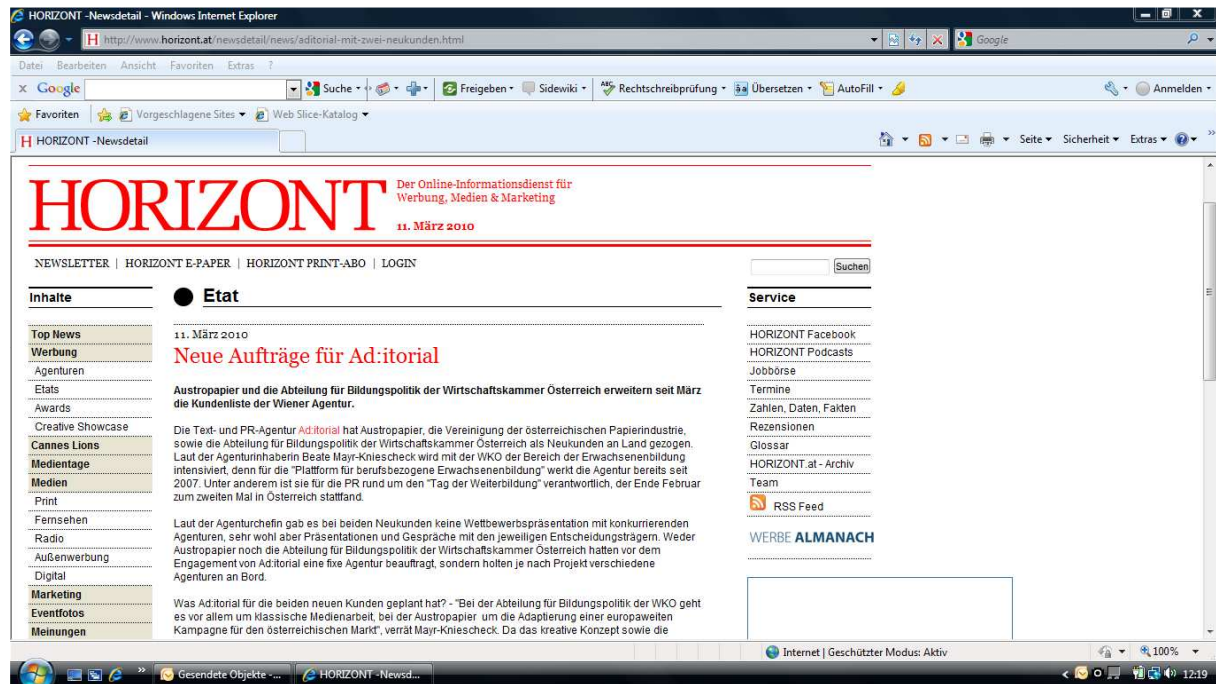 HORIZONT -Newsdetail - Windows Internet Explorer
http://www.horizont.at/newsdetail/news/aditorial-mit-zwei-neukunden.html
Google
Datei Bearbeiten Ansicht Favoriten Extras ?
x Google Suche Freigeben Sidewiki Rechtschreibprüfung Übersetzen AutoFill Anmelden
Favoriten Vorgeschlagene Sites Web Slice-Katalog
HORIZONT -Newsdetail
Seite Sicherheit Extras
HORIZONT
Der Online-Informationsdienst für
Werbung, Medien & Marketing
11. März 2010
NEWSLETTER | HORIZONT E-PAPER | HORIZONT PRINT-ABO | LOGIN
Suchen
Inhalte
Top News
Werbung
Agenturen
Etats
Awards
Creative Showcase
Cannes Lions
Medientage
Medien
Print
Fernsehen
Radio
Außenwerbung
Digital
Marketing
Eventfotos
Meinungen
Etat
11. März 2010
Neue Aufträge für Ad:itorial
Austropapier und die Abteilung für Bildungspolitik der Wirtschaftskammer Österreich erweitern seit März
die Kundenliste der Wiener Agentur.
Die Text- und PR-Agentur Ad:itorial hat Austropapier, die Vereinigung der österreichischen Papierindustrie,
sowie die Abteilung für Bildungspolitik der Wirtschaftskammer Österreich als Neukunden an Land gezogen.
Laut der Agenturinhaberin Beate Mayr-Kniescheck wird mit der WKO der Bereich der Erwachsenenbildung
intensiviert, denn für die "Plattform für berufsbezogene Erwachsenenbildung" werkt die Agentur bereits seit
2007. Unter anderem ist sie für die PR rund um den "Tag der Weiterbildung" verantwortlich, der Ende Februar
zum zweiten Mal in Österreich stattfand.
Laut der Agenturchefin gab es bei beiden Neukunden keine Wettbewerbspräsentation mit konkurrierenden
Agenturen, sehr wohl aber Präsentationen und Gespräche mit den jeweiligen Entscheidungsträgern. Weder
Austropapier noch die Abteilung für Bildungspolitik der Wirtschaftskammer Österreich hatten vor dem
Engagement von Ad:itorial eine fixe Agentur beauftragt, sondern holten je nach Projekt verschiedene
Agenturen an Bord.
Was Ad:itorial für die beiden neuen Kunden geplant hat? - "Bei der Abteilung für Bildungspolitik der WKO geht
es vor allem um klassische Medienarbeit, bei der Austropapier um die Adaptierung einer europaweiten
Kampagne für den österreichischen Markt", verrät Mayr-Kniescheck. Da das kreative Konzept sowie die
Service
HORIZONT Facebook
HORIZONT Podcasts
Jobbörse
Termine
Zahlen, Daten, Fakten
Rezensionen
Glossar
HORIZONT.at - Archiv
Team
RSS Feed
WERBE ALMANACH
Internet | Geschützter Modus: Aktiv
100%
Gesendete Objekte -...
HORIZONT -Newsd...
12:19